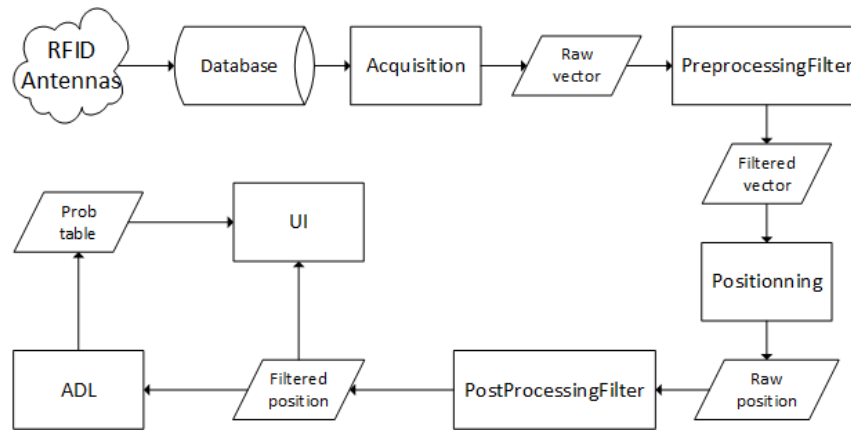 RFID
Antennas
Database
Acquisition
Raw
vector
PreprocessingFilter
Filtered
vector
Prob
table
UI
Positionning
ADL
Filtered
position
PostProcessingFilter
Raw
position